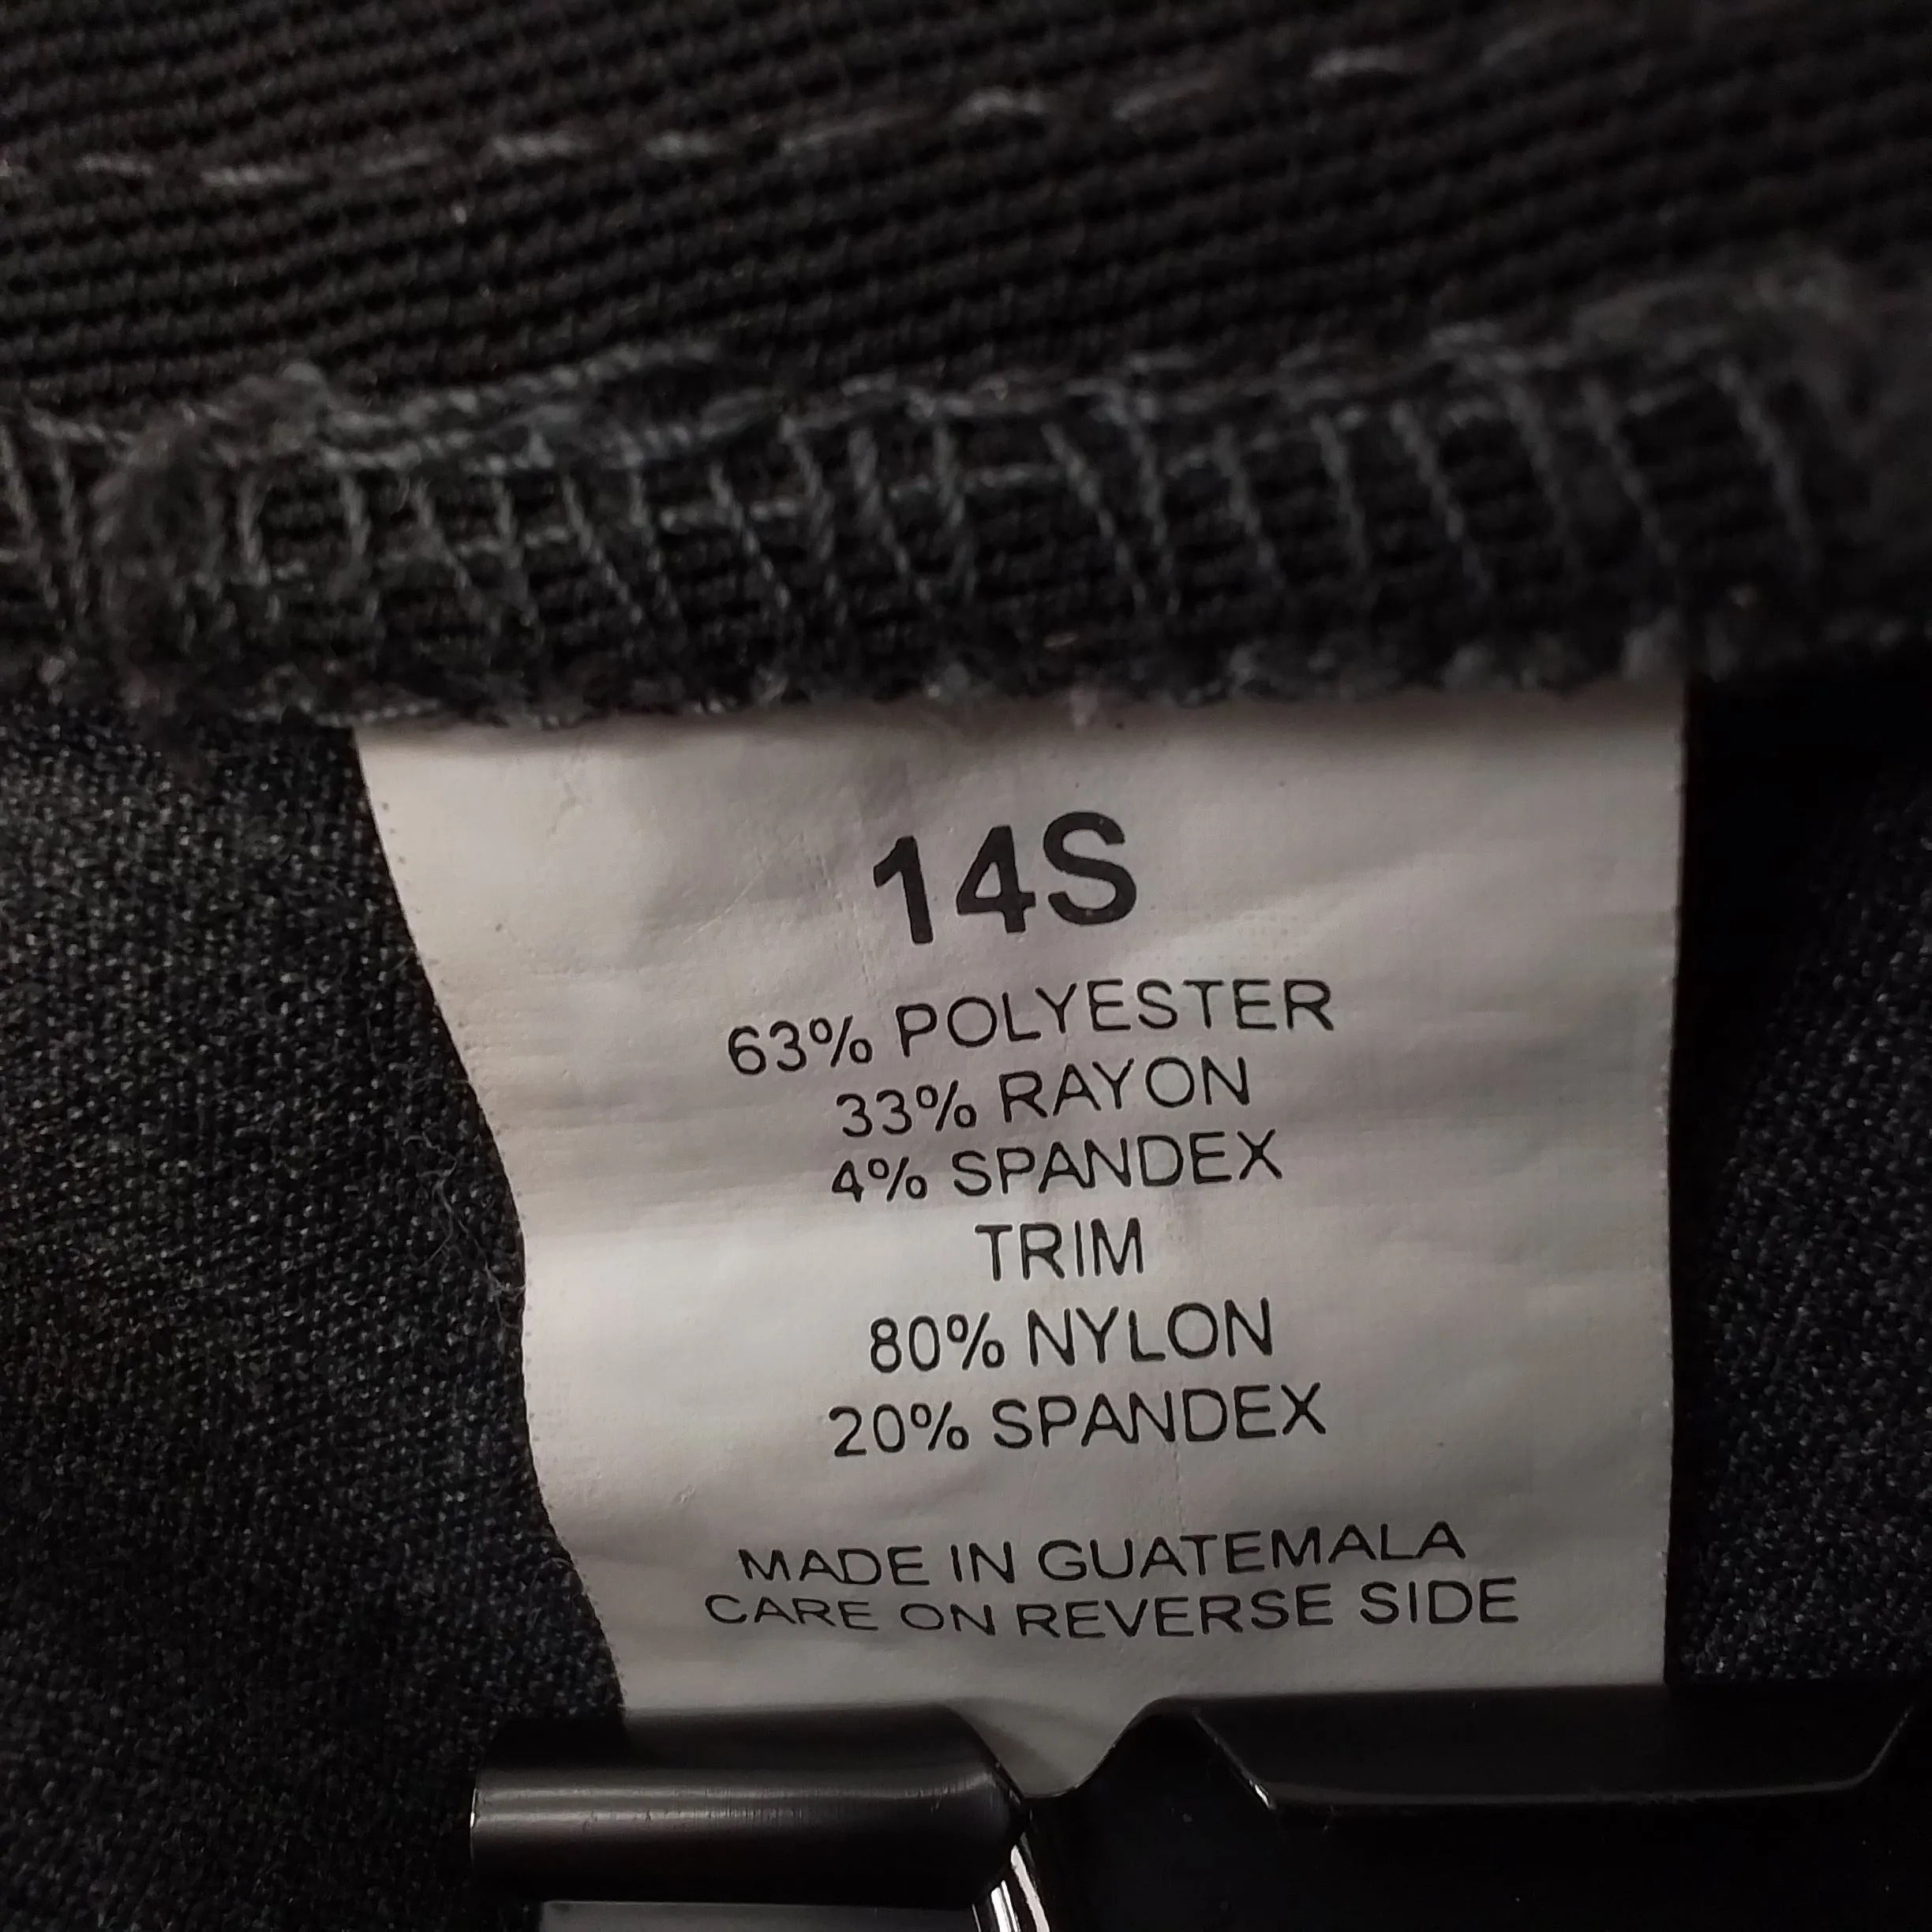 14S
63% POLYESTER
33% RAYON
4% SPANDEX
TRIM
80% NYLON
20% SPANDEX
MADE IN GUATEMALA
CARE ON REVERSE SIDE